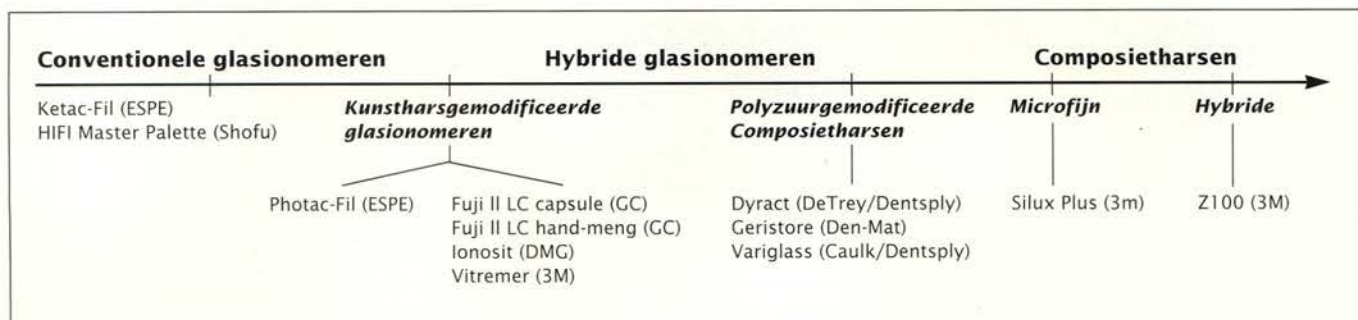 Conventionele glasionomeren Hybride glasionomeren Composietharsen
Ketac-Fil (ESPE)
HIFI Master Palette (Shofu)
Kunstharsgemodificeerde
glasionomeren
Polyzuurgemodificeerde
Composietharsen
Microfijn
Hybride
Photac-Fil (ESPE)
Fuji ll LC capsule (GC)
Fuji ll LC hand-meng (GC)
Ionosit (DMG)
Vitremer (3M)
Dyract (DeTrey/Dentsply)
Geristore (Den-Mat)
Variglass (Caulk/Dentsply)
Silux Plus (3m)
Z100 (3M)